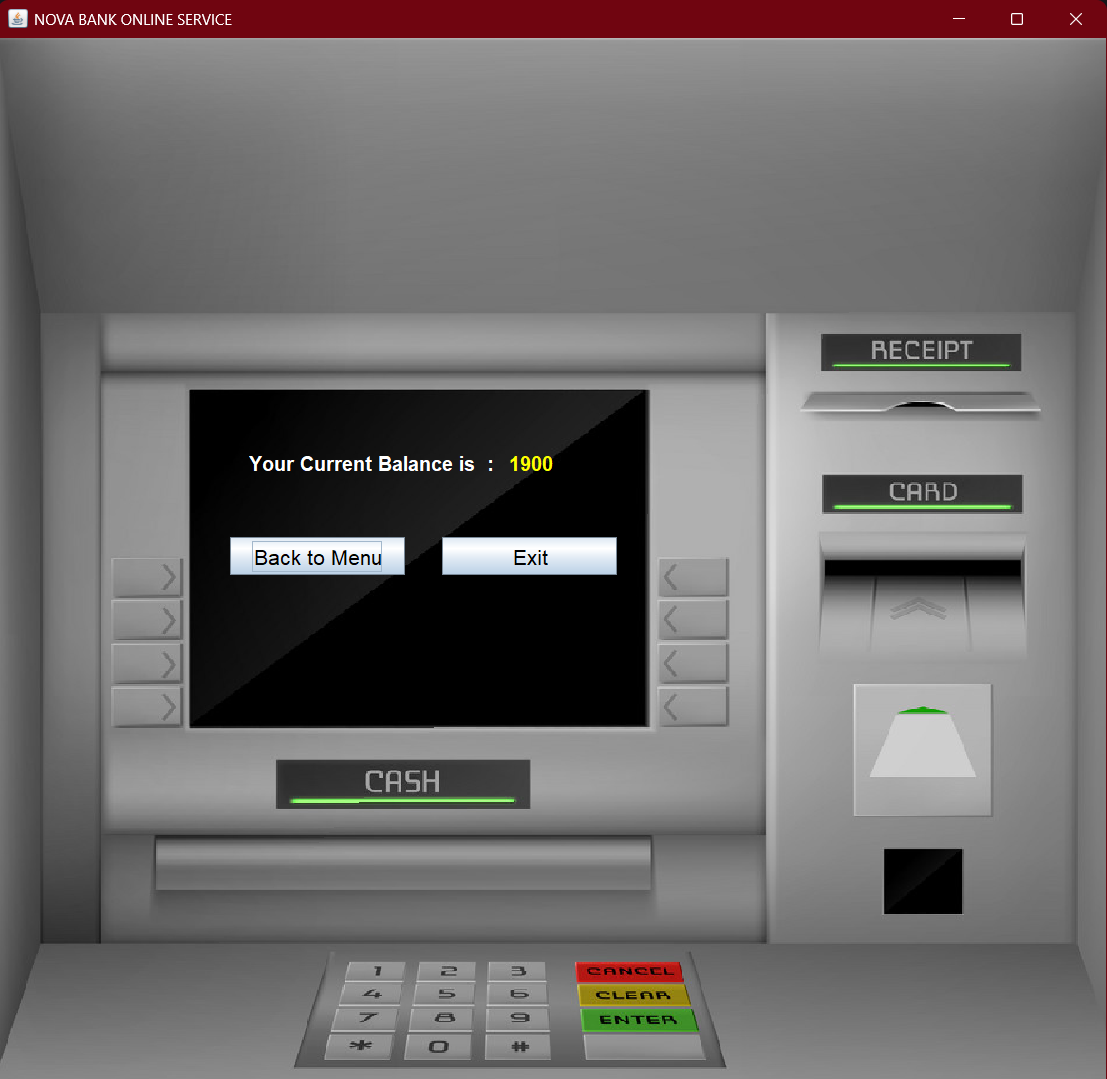 NOVA BANK ONLINE SERVICE
RECEIPT
Your Current Balance is : 1900
CARD
Back to Menu Exit
CASH
1 2 3 CANCEL
4 5 6 CLEAR
7 8 9 ENTER
* 0 #